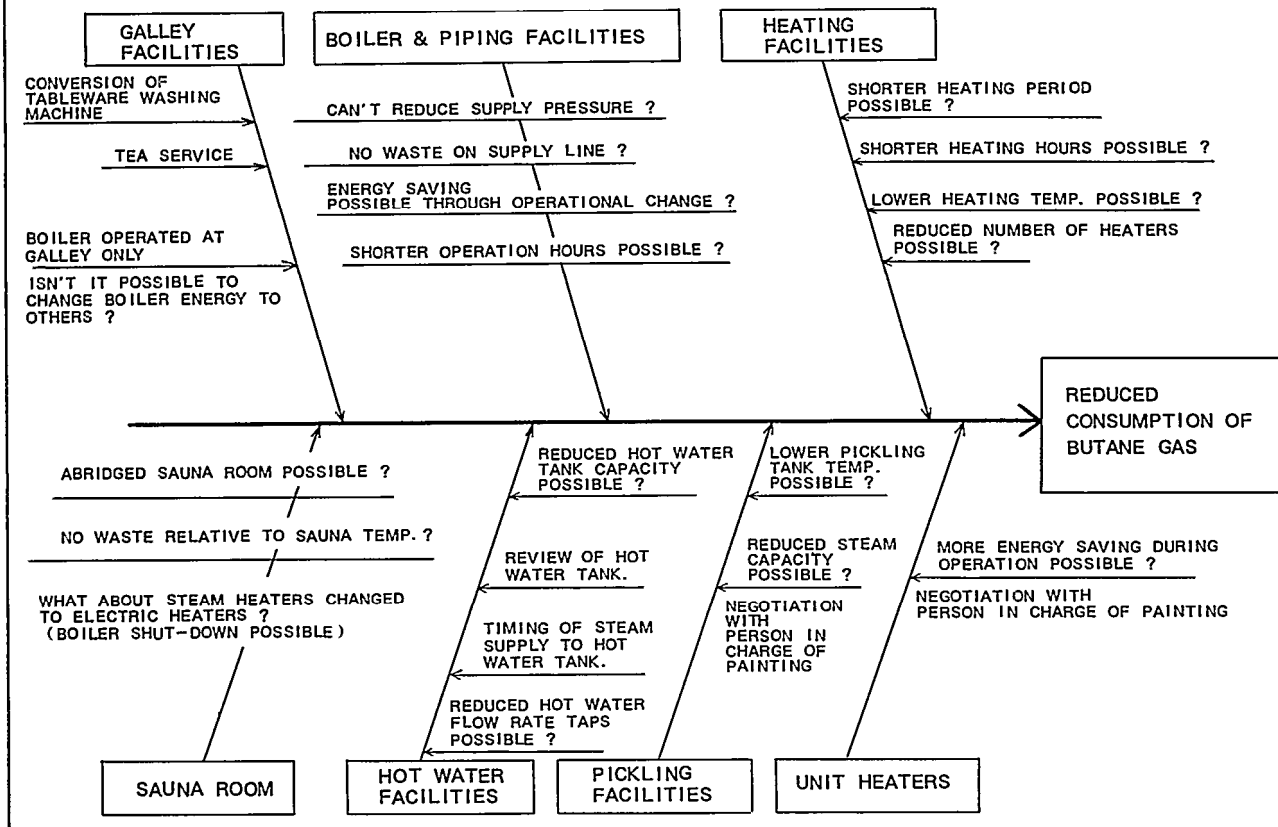 GALLEY
FACILITIES
BOILER & PIPING FACILITIES
HEATING
FACILITIES
CONVERSION OF
TABLEWARE WASHING
MACHINE
TEA SERVICE
BOILER OPERATED AT
GALLEY ONLY
ISN'T IT POSSIBLE TO
CHANGE BOILER ENERGY TO
OTHERS ?
CAN'T REDUCE SUPPLY PRESSURE ?
NO WASTE ON SUPPLY LINE ?
ENERGY SAVING
POSSIBLE THROUGH OPERATIONAL CHANGE ?
SHORTER OPERATION HOURS POSSIBLE ?
SHORTER HEATING PERIOD
POSSIBLE ?
SHORTER HEATING HOURS POSSIBLE ?
LOWER HEATING TEMP. POSSIBLE ?
REDUCED NUMBER OF HEATERS
POSSIBLE ?
REDUCED
CONSUMPTION OF
BUTANE GAS
ABRIDGED SAUNA ROOM POSSIBLE ?
NO WASTE RELATIVE TO SAUNA TEMP. ?
WHAT ABOUT STEAM HEATERS CHANGED
TO ELECTRIC HEATERS ?
(BOILER SHUT-DOWN POSSIBLE)
REDUCED HOT WATER
TANK CAPACITY
POSSIBLE ?
REVIEW OF HOT
WATER TANK.
TIMING OF STEAM
SUPPLY TO HOT
WATER TANK.
REDUCED HOT WATER
FLOW RATE TAPS
POSSIBLE ?
LOWER PICKLING
TANK TEMP.
POSSIBLE ?
REDUCED STEAM
CAPACITY
POSSIBLE ?
NEGOTIATION
WITH
PERSON IN
CHARGE OF
PAINTING
MORE ENERGY SAVING DURING
OPERATION POSSIBLE ?
NEGOTIATION WITH
PERSON IN CHARGE OF PAINTING
SAUNA ROOM
HOT WATER
FACILITIES
PICKLING
FACILITIES
UNIT HEATERS